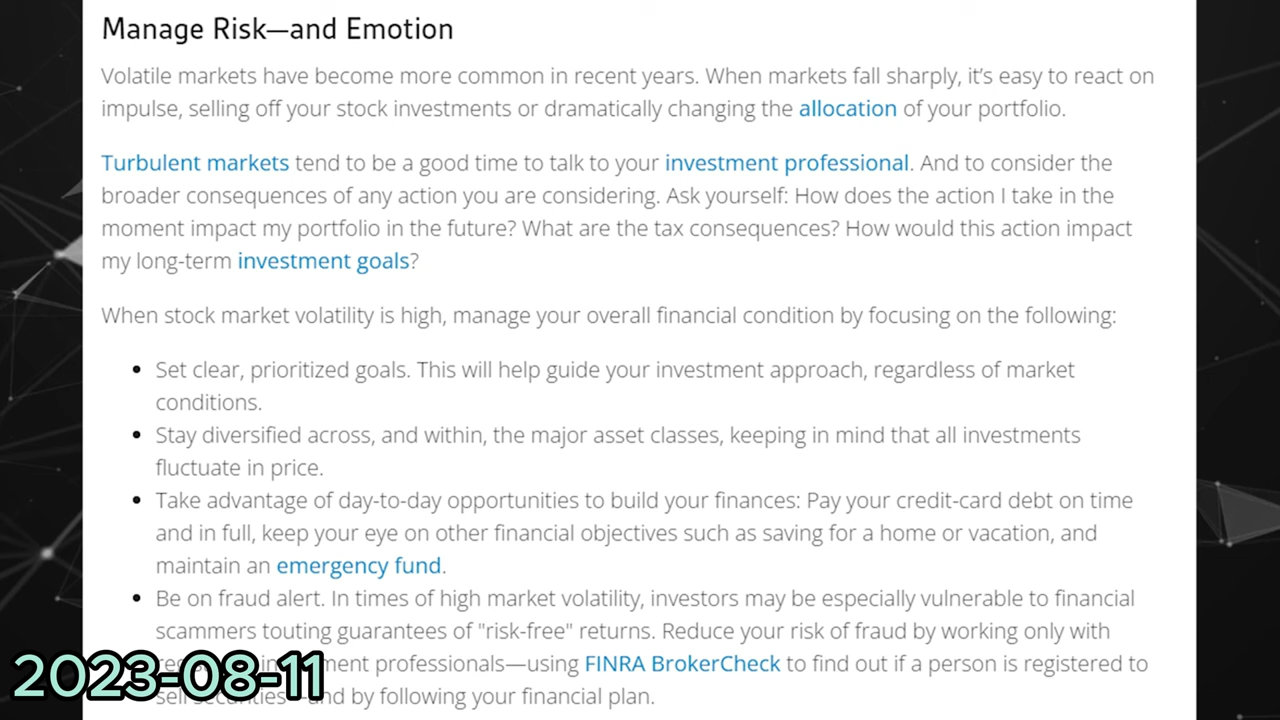 Manage Risk—and Emotion
Volatile markets have become more common in recent years. When markets fall sharply, it's easy to react on
impulse, selling off your stock investments or dramatically changing the allocation of your portfolio.
Turbulent markets tend to be a good time to talk to your investment professional. And to consider the
broader consequences of any action you are considering. Ask yourself: How does the action I take in the
moment impact my portfolio in the future? What are the tax consequences? How would this action impact
my long-term investment goals?
When stock market volatility is high, manage your overall financial condition by focusing on the following:
Set clear, prioritized goals. This will help guide your investment approach, regardless of market
conditions.
Stay diversified across, and within, the major asset classes, keeping in mind that all investments
fluctuate in price.
Take advantage of day-to-day opportunities to build your finances: Pay your credit-card debt on time
and in full, keep your eye on other financial objectives such as saving for a home or vacation, and
maintain an emergency fund.
Be on fraud alert. In times of high market volatility, investors may be especially vulnerable to financial
scammers touting guarantees of "risk-free" returns. Reduce your risk of fraud by working only with
professionals—using FINRA BrokerCheck to find out if a person is registered to
sell securities—and by following your financial plan.
2023-08-11